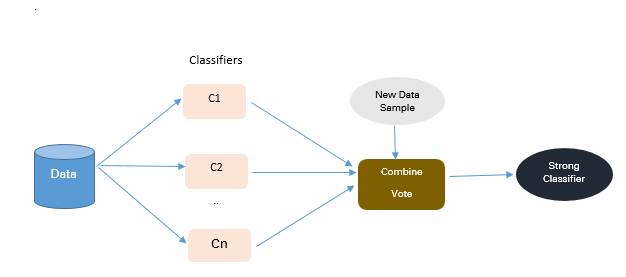 .
Classifiers
C1
New Data
Sample
Data
C2
..
Combine
Vote
Strong
Classifier
Cn